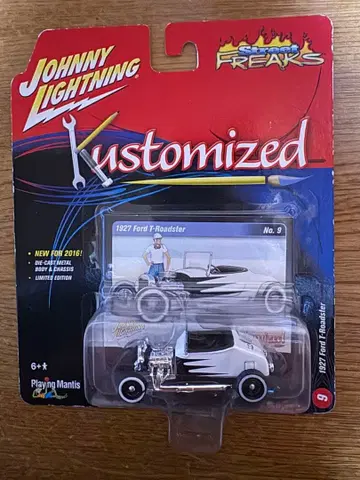 JOHNNY LIGHTNING
Street FREAKS
Kustomized
1927 Ford T-Roadster
No. 9
• NEW FOR 2016!
• DIE-CAST METAL
BODY & CHASSIS
• LIMITED EDITION
6+
Playing Mantis
9
1927 Ford T-Roadster